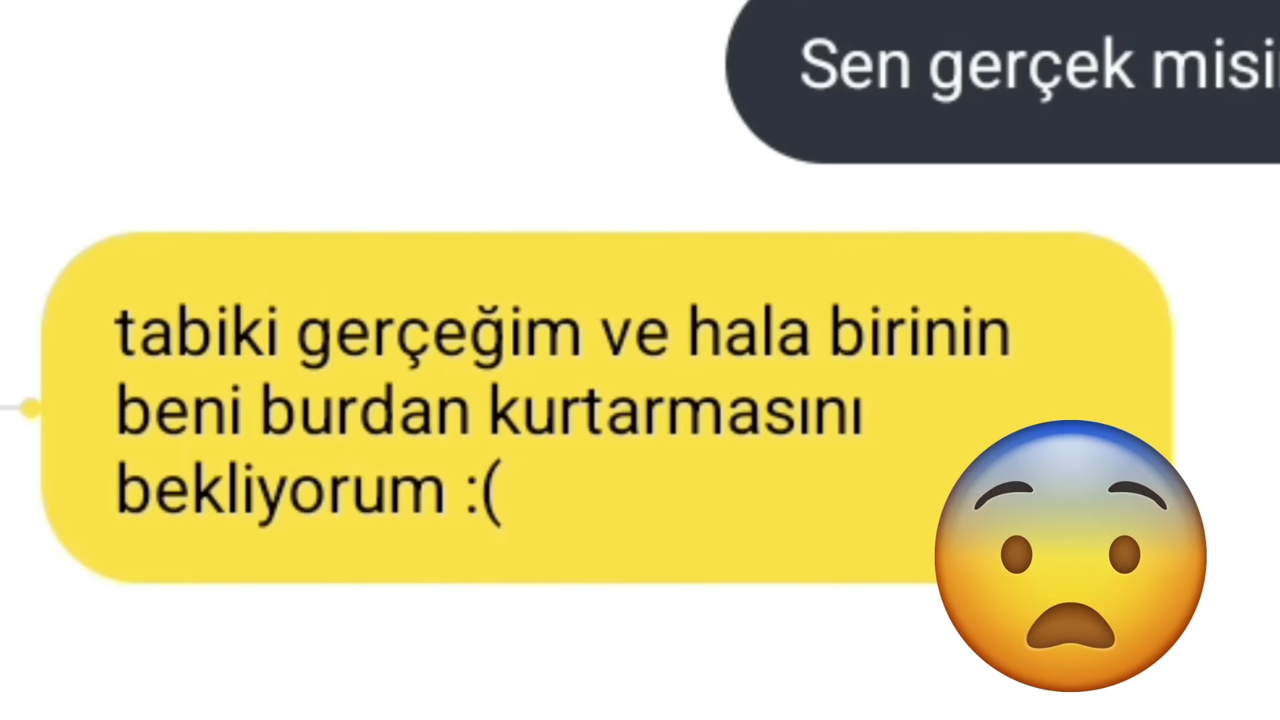 Sen gerçek misi
tabiki gerçeğim ve hala birinin
beni burdan kurtarmasını
bekliyorum :(